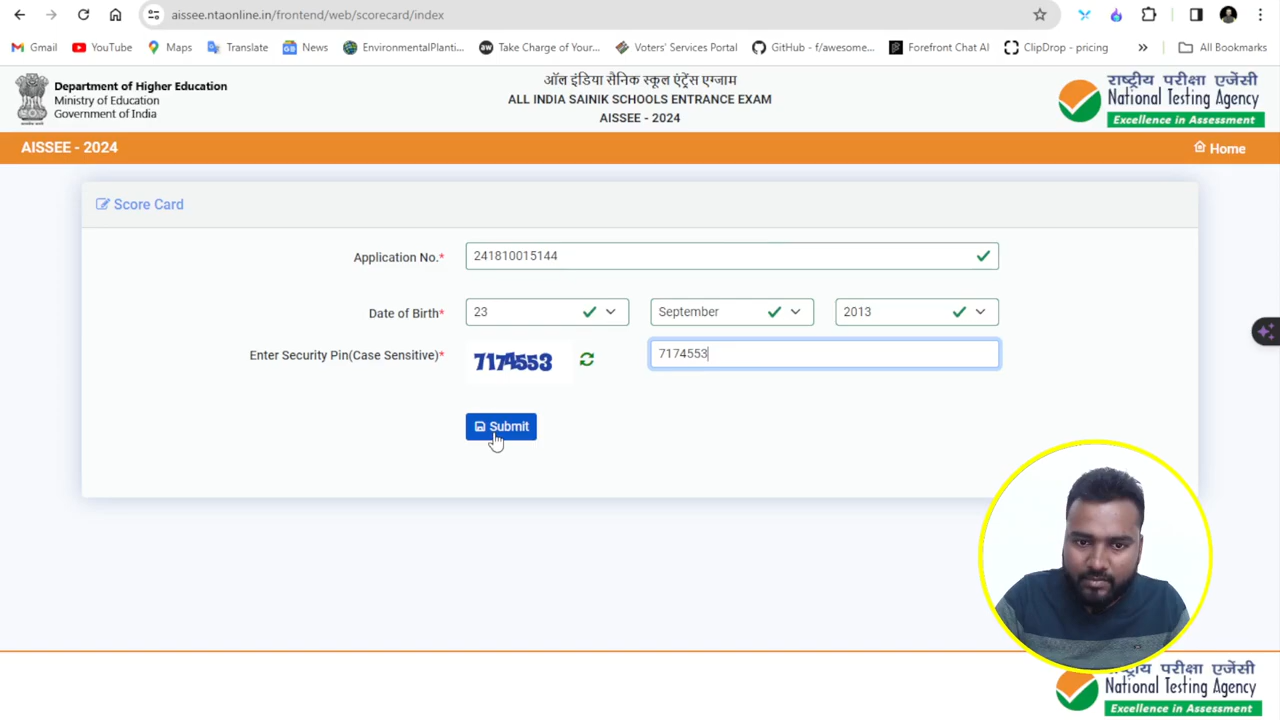 aissee.ntaonline.in/frontend/web/scorecard/index
Gmail
YouTube
Maps
Translate
News
EnvironmentalPlanti...
Take Charge of Your...
Voters' Services Portal
GitHub - f/awesome...
Forefront Chat AI
ClipDrop - pricing
»
All Bookmarks
Department of Higher Education
Ministry of Education
Government of India
ऑल इंडिया सैनिक स्कूल एंट्रेंस एग्जाम
ALL INDIA SAINIK SCHOOLS ENTRANCE EXAM
AISSEE - 2024
राष्ट्रीय परीक्षा एजेंसी
National Testing Agency
Excellence in Assessment
AISSEE - 2024
Home
Score Card
Application No.*
241810015144
Date of Birth*
23
September
2013
Enter Security Pin(Case Sensitive)*
7174553
7174553
Submit
राष्ट्रीय परीक्षा एजेंसी
National Testing Agency
Excellence in Assessment